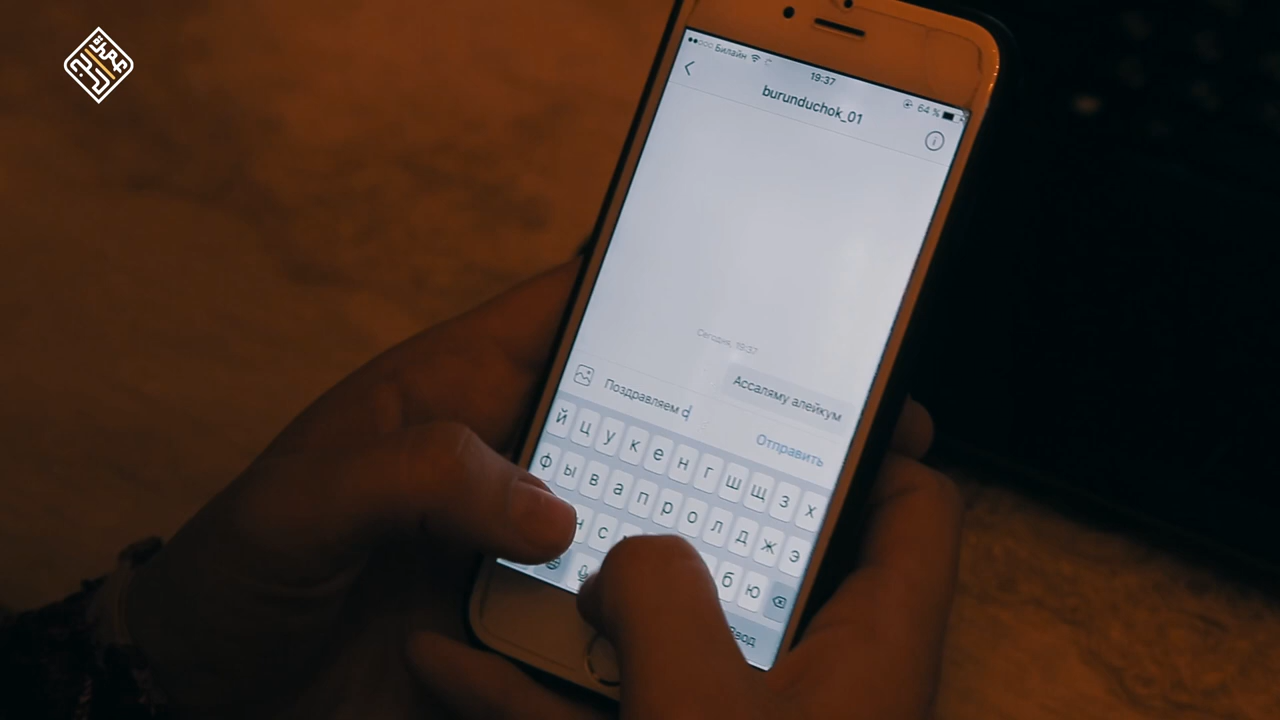 Билайн
19:37
64 %
burunduchok_01
Сегодня, 19:37
Ассаляму алейкум
Поздравляем с
Отправить
й ц у к е н г ш щ з х
ф ы в а п р о л д ж э
с
б ю
Ввод